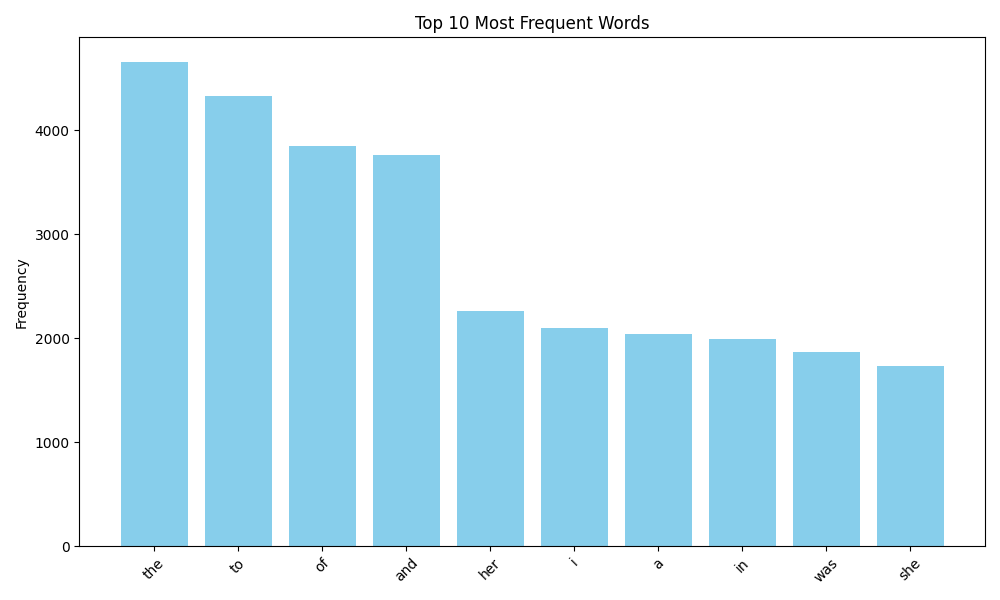 Top 10 Most Frequent Words
Frequency
4000
3000
2000
1000
0
the
to
of
and
her
i
a
in
was
she